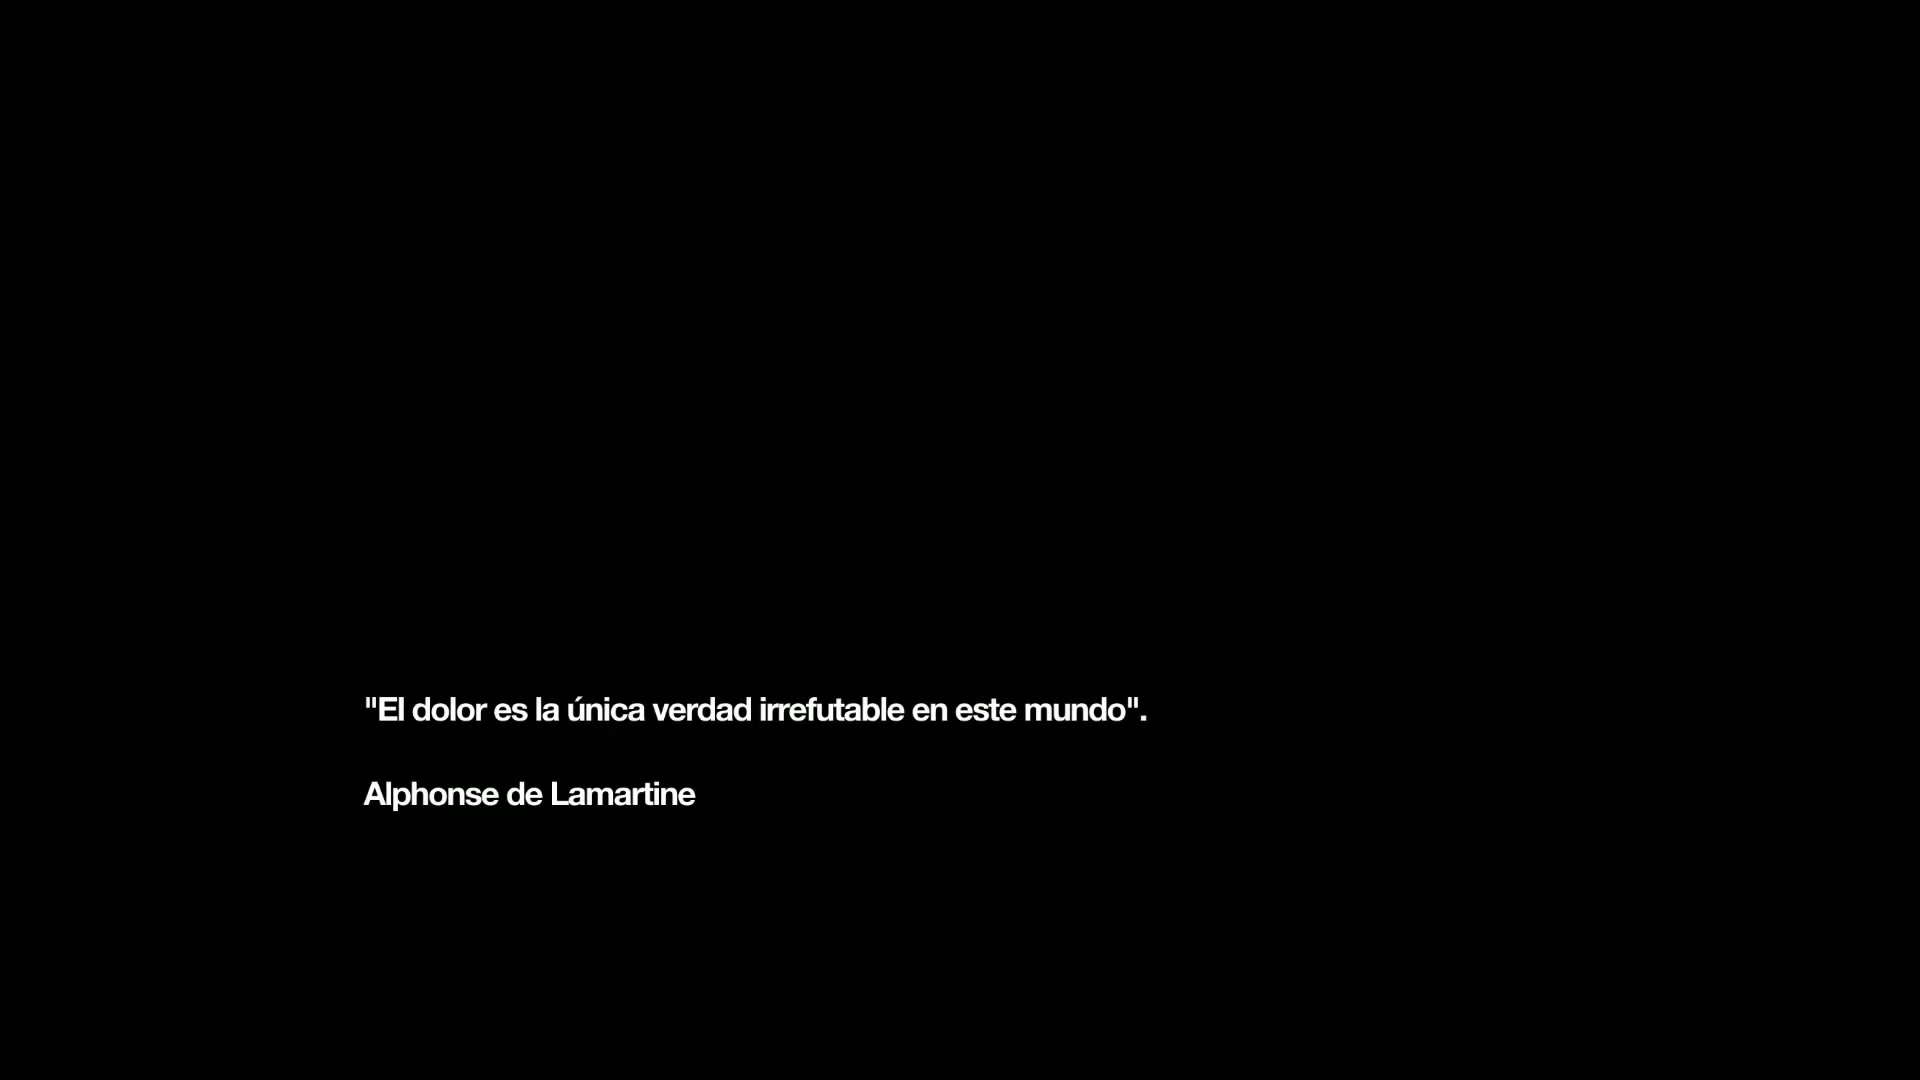 "El dolor es la única verdad irrefutable en este mundo".
Alphonse de Lamartine